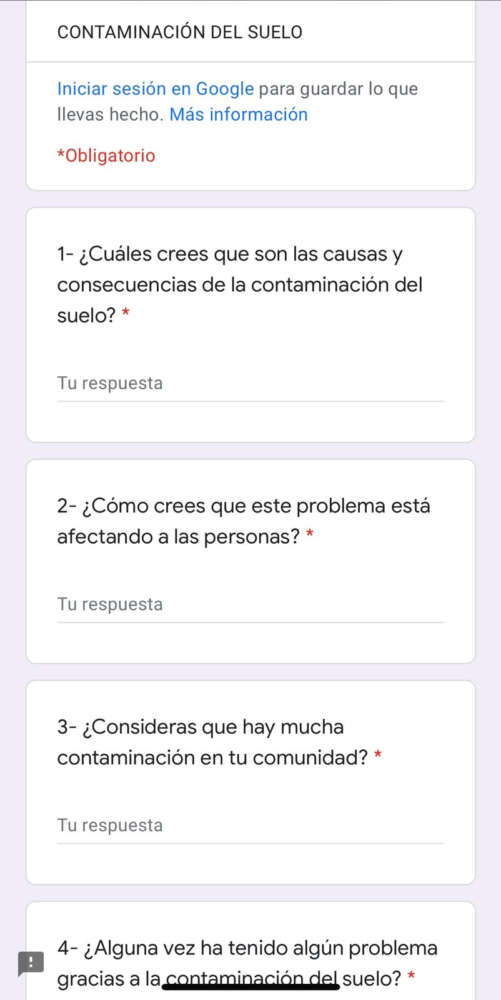 CONTAMINACIÓN DEL SUELO
Iniciar sesión en Google para guardar lo que
llevas hecho. Más información
*Obligatorio
1- ¿Cuáles crees que son las causas y
consecuencias de la contaminación del
suelo? *
Tu respuesta
2- ¿Cómo crees que este problema está
afectando a las personas? *
Tu respuesta
3- ¿Consideras que hay mucha
contaminación en tu comunidad? *
Tu respuesta
4- ¿Alguna vez ha tenido algún problema
gracias a la contaminación del suelo? *